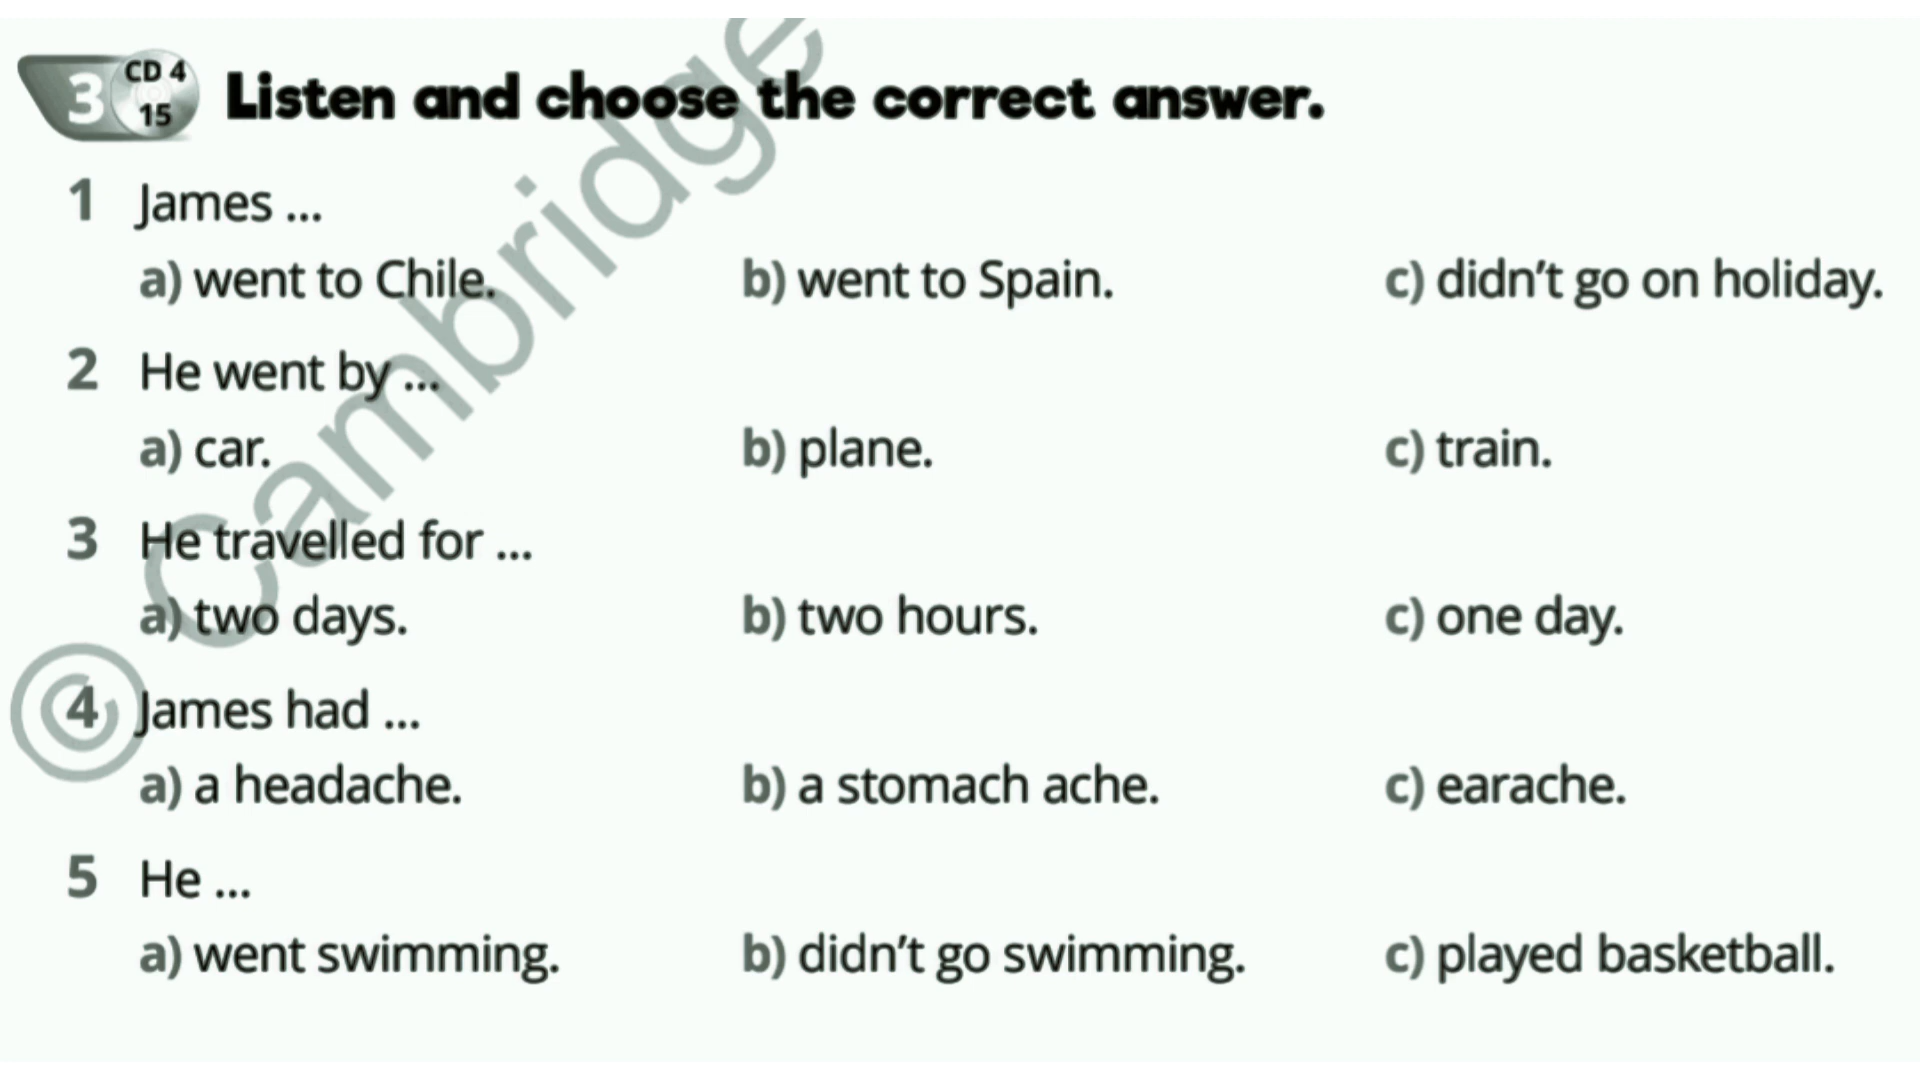 3 CD 4 15 Listen and choose the correct answer.
1 James ...
a) went to Chile. b) went to Spain. c) didn't go on holiday.
2 He went by ...
a) car. b) plane. c) train.
3 He travelled for ...
a) two days. b) two hours. c) one day.
4 James had ...
a) a headache. b) a stomach ache. c) earache.
5 He ...
a) went swimming. b) didn't go swimming. c) played basketball.
© Cambridge